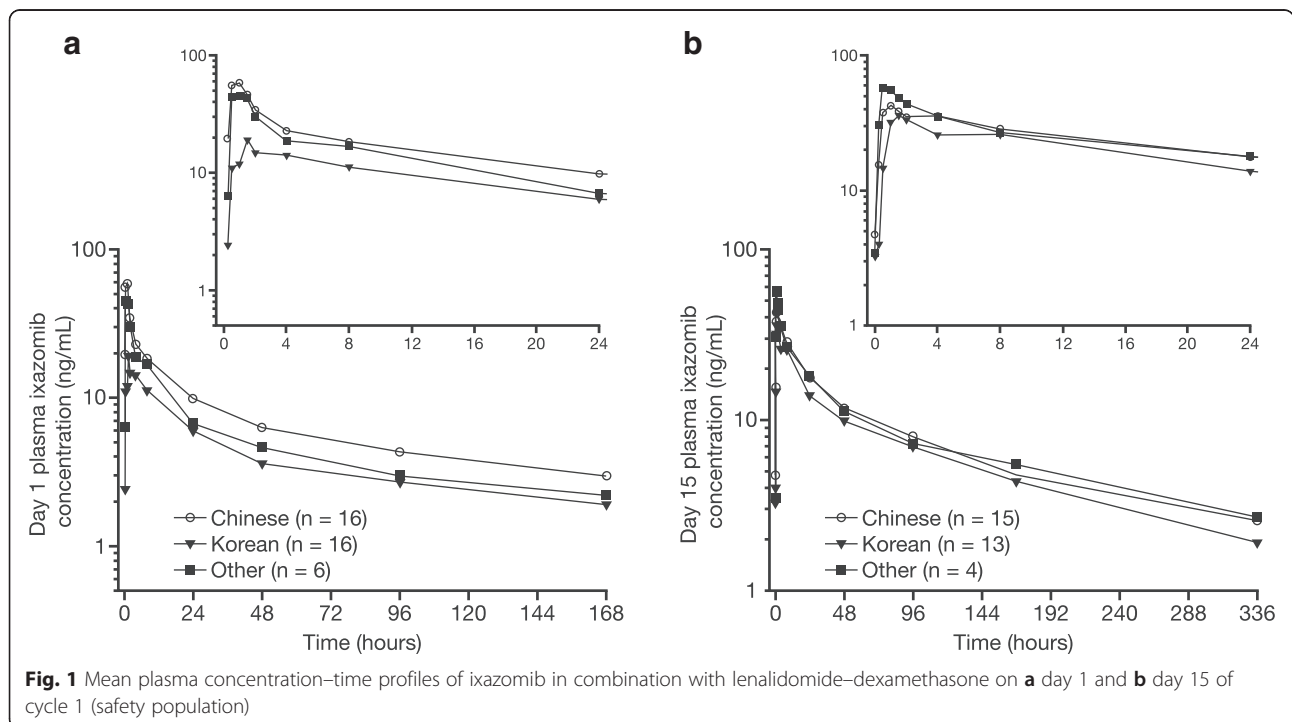 a
100
10
1
0
4
8
12
16
20
24
100
10
1
Day 1 plasma ixazomib
concentration (ng/mL)
Chinese (n = 16)
Korean (n = 16)
Other (n = 6)
0
24
48
72
96
120
144
168
Time (hours)
b
100
10
1
0
4
8
12
16
20
24
100
10
1
Day 15 plasma ixazomib
concentration (ng/mL)
Chinese (n = 15)
Korean (n = 13)
Other (n = 4)
0
48
96
144
192
240
288
336
Time (hours)
Fig. 1 Mean plasma concentration–time profiles of ixazomib in combination with lenalidomide–dexamethasone on a day 1 and b day 15 of
cycle 1 (safety population)